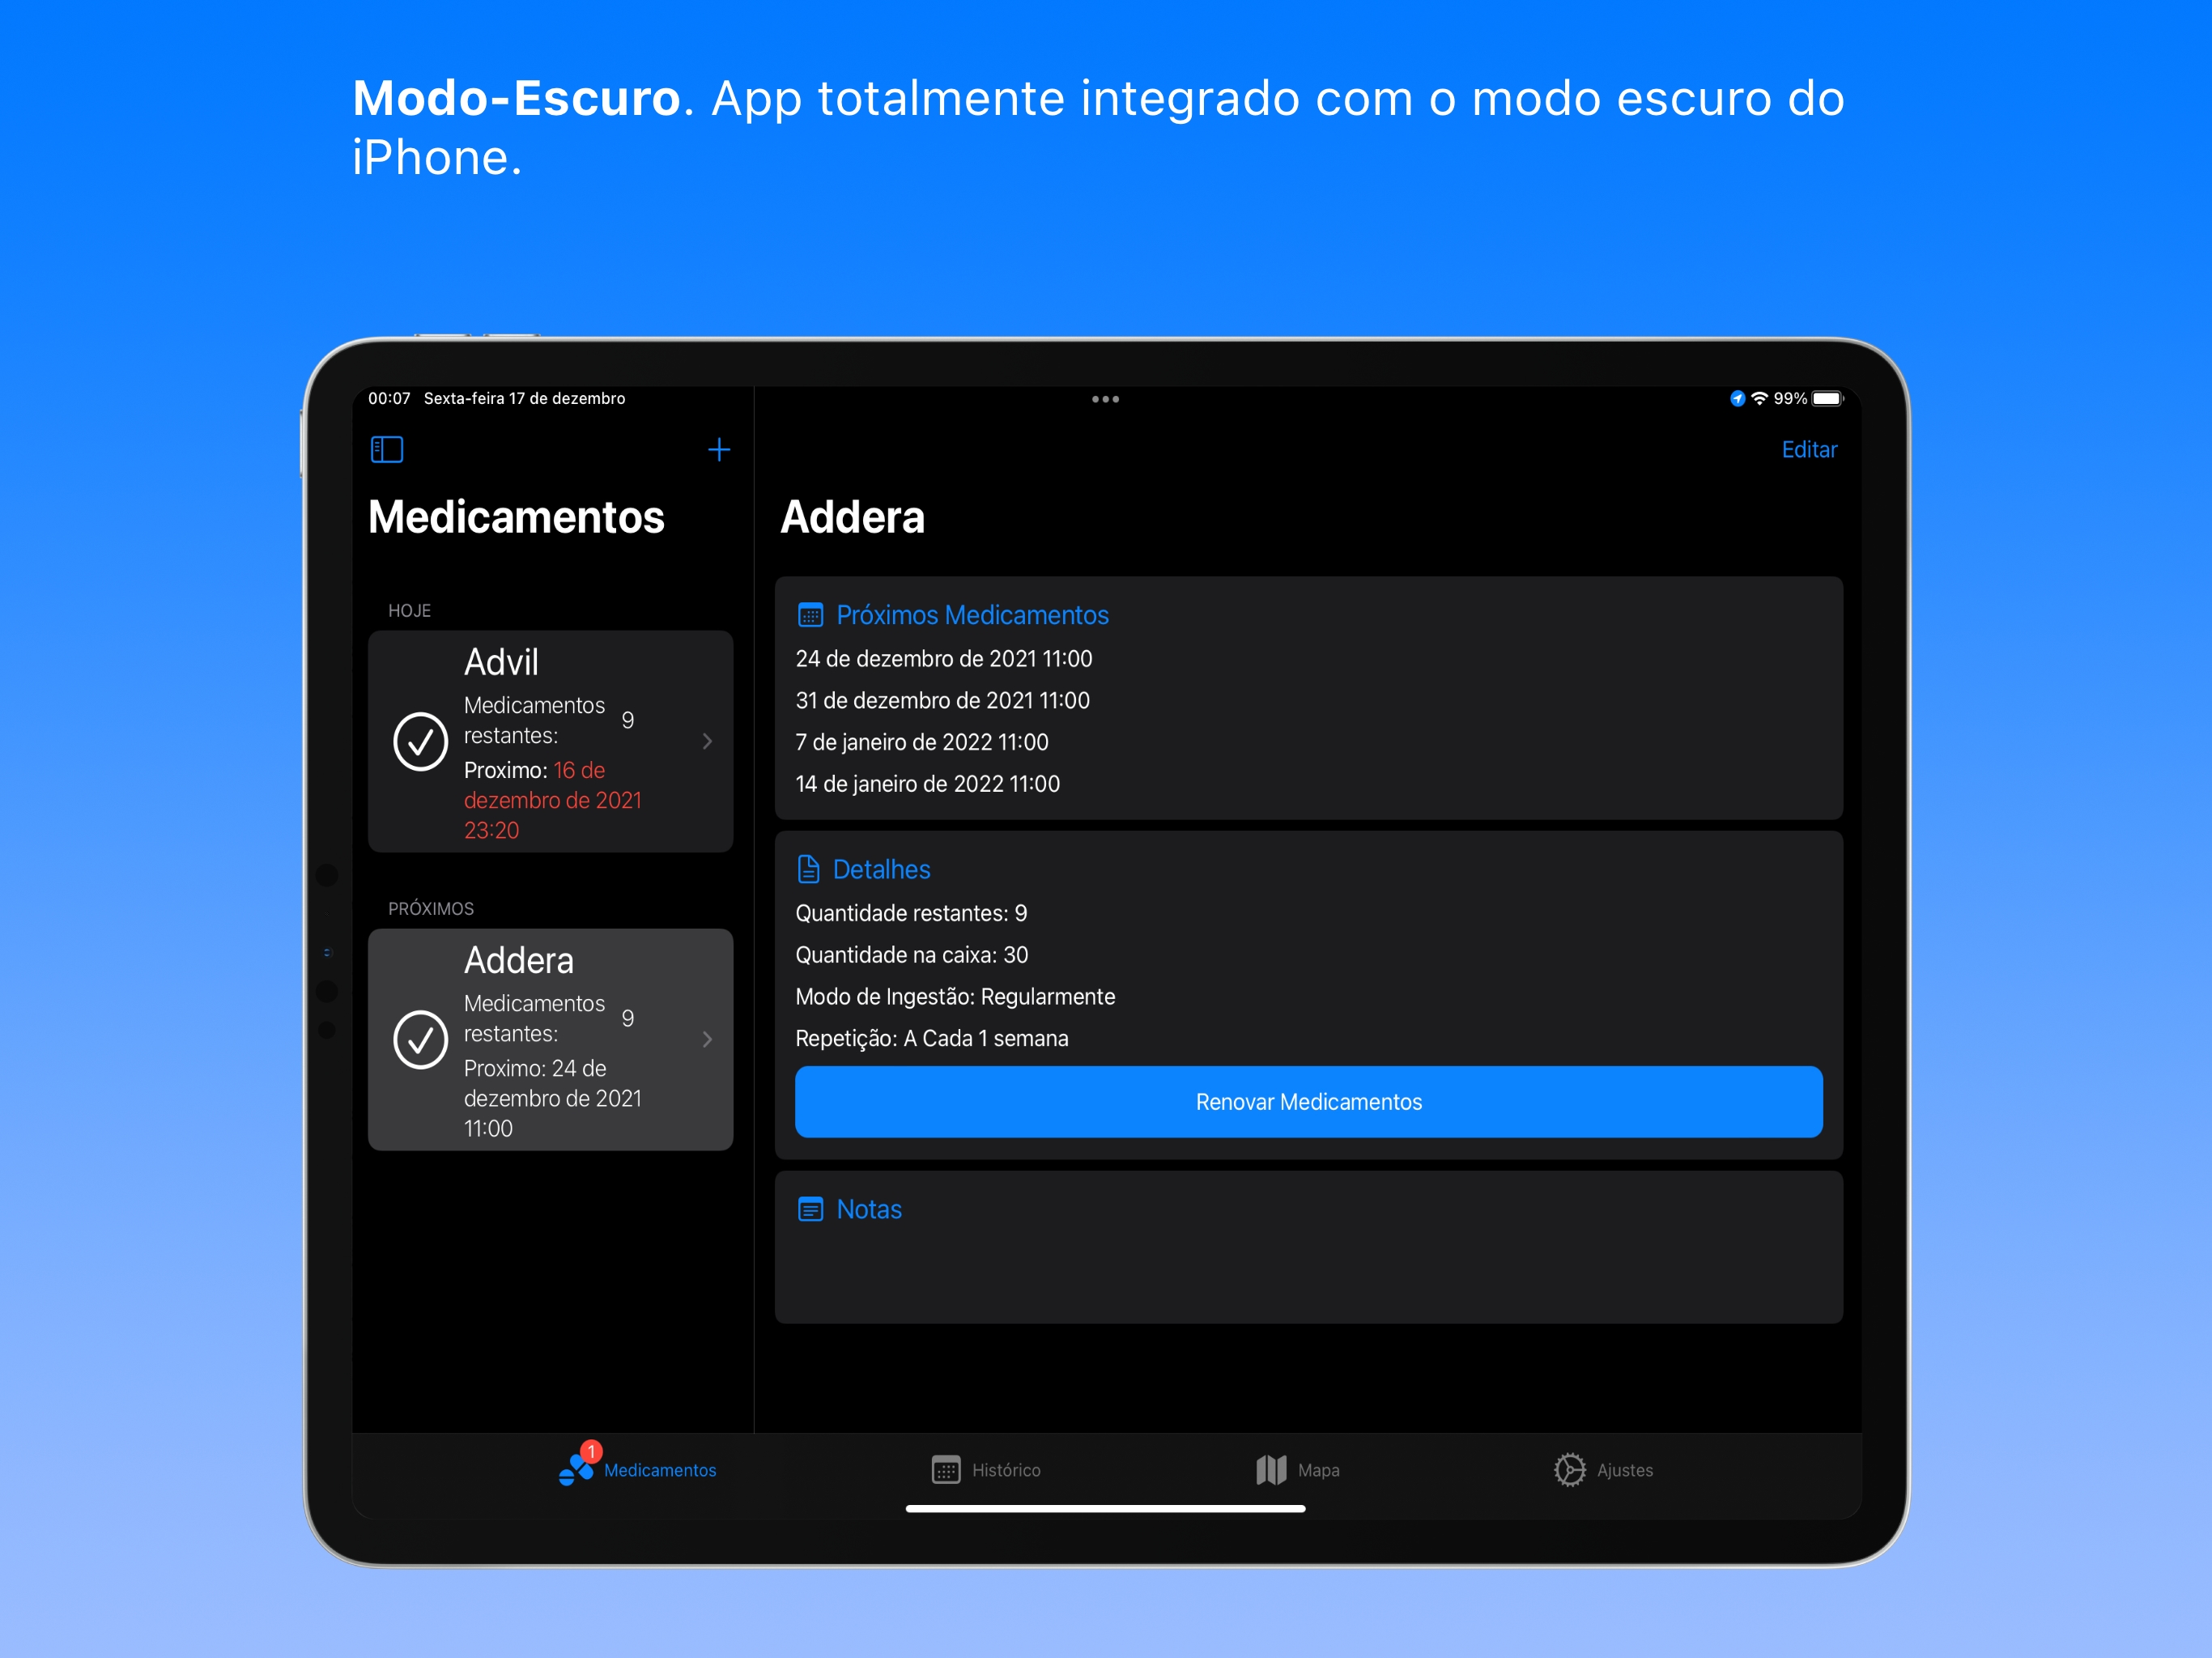 Modo-Escuro. App totalmente integrado com o modo escuro do
iPhone.
00:07 Sexta-feira 17 de dezembro
99%
Medicamentos
HOJE
Advil
Medicamentos
restantes:
9
Proximo: 16 de
dezembro de 2021
23:20
PRÓXIMOS
Addera
Medicamentos
restantes:
9
Proximo: 24 de
dezembro de 2021
11:00
Editar
Addera
Próximos Medicamentos
24 de dezembro de 2021 11:00
31 de dezembro de 2021 11:00
7 de janeiro de 2022 11:00
14 de janeiro de 2022 11:00
Detalhes
Quantidade restantes: 9
Quantidade na caixa: 30
Modo de Ingestão: Regularmente
Repetição: A Cada 1 semana
Renovar Medicamentos
Notas
1
Medicamentos
Histórico
Mapa
Ajustes